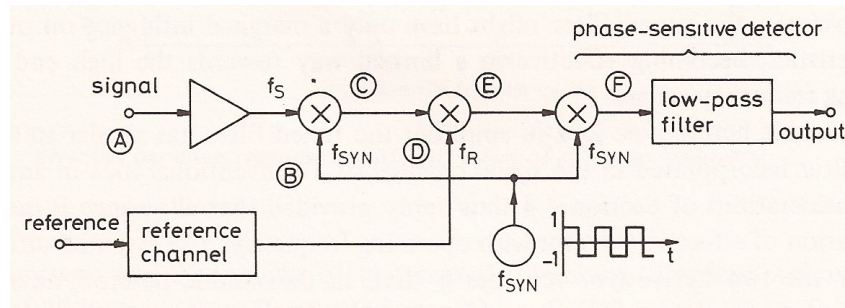 phase-sensitive detector
signal
f_S
C
E
F
A
low-pass
filter
output
f_SYN
D
f_R
f_SYN
B
reference
reference
channel
1
-1
t
f_SYN